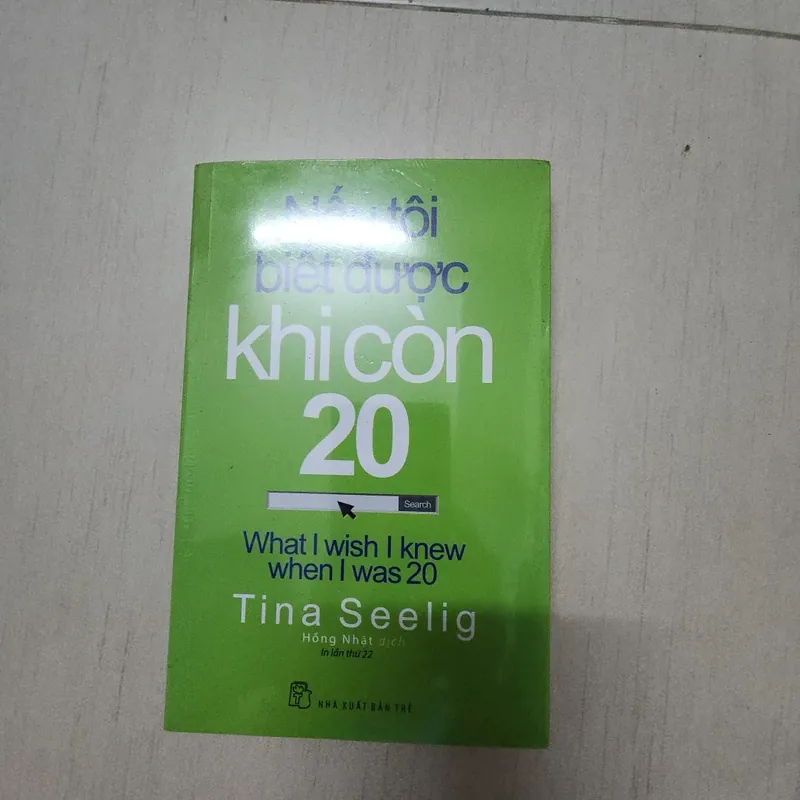 Nếu tôi
biết được
khi còn
20
Search
What I wish I knew
when I was 20
Tina Seelig
Hồng Nhật dịch
In lần thứ 22
NHÀ XUẤT BẢN TRẺ